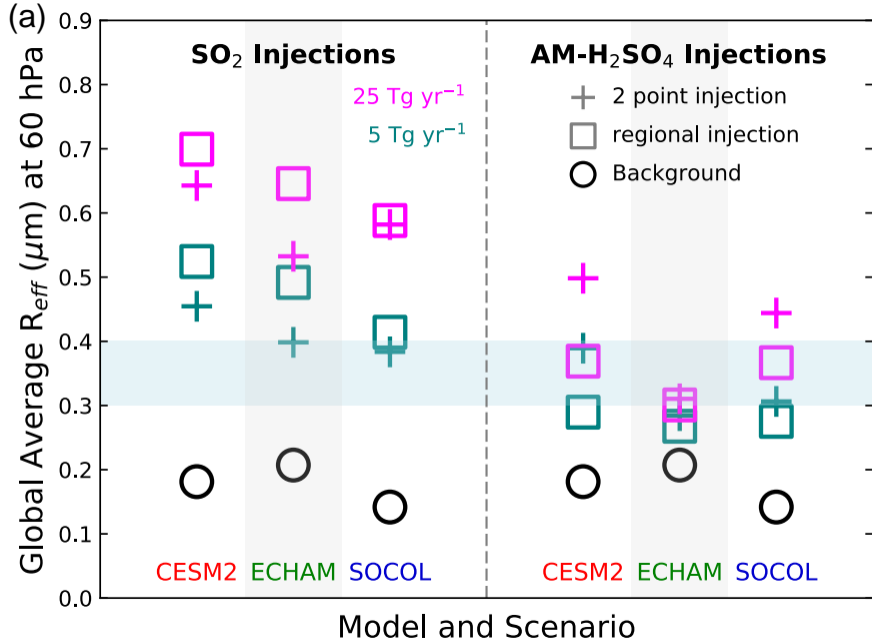 (a)
Global Average R_eff (μm) at 60 hPa
0.9
0.8
0.7
0.6
0.5
0.4
0.3
0.2
0.1
0.0
SO₂ Injections
25 Tg yr⁻¹
5 Tg yr⁻¹
AM-H₂SO₄ Injections
2 point injection
regional injection
Background
CESM2 ECHAM SOCOL
CESM2 ECHAM SOCOL
Model and Scenario